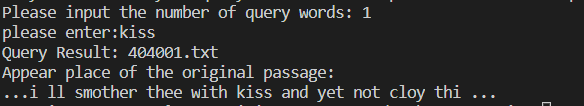 Please input the number of query words: 1
please enter:kiss
Query Result: 404001.txt
Appear place of the original passage:
...i ll smother thee with kiss and yet not cloy thi ...